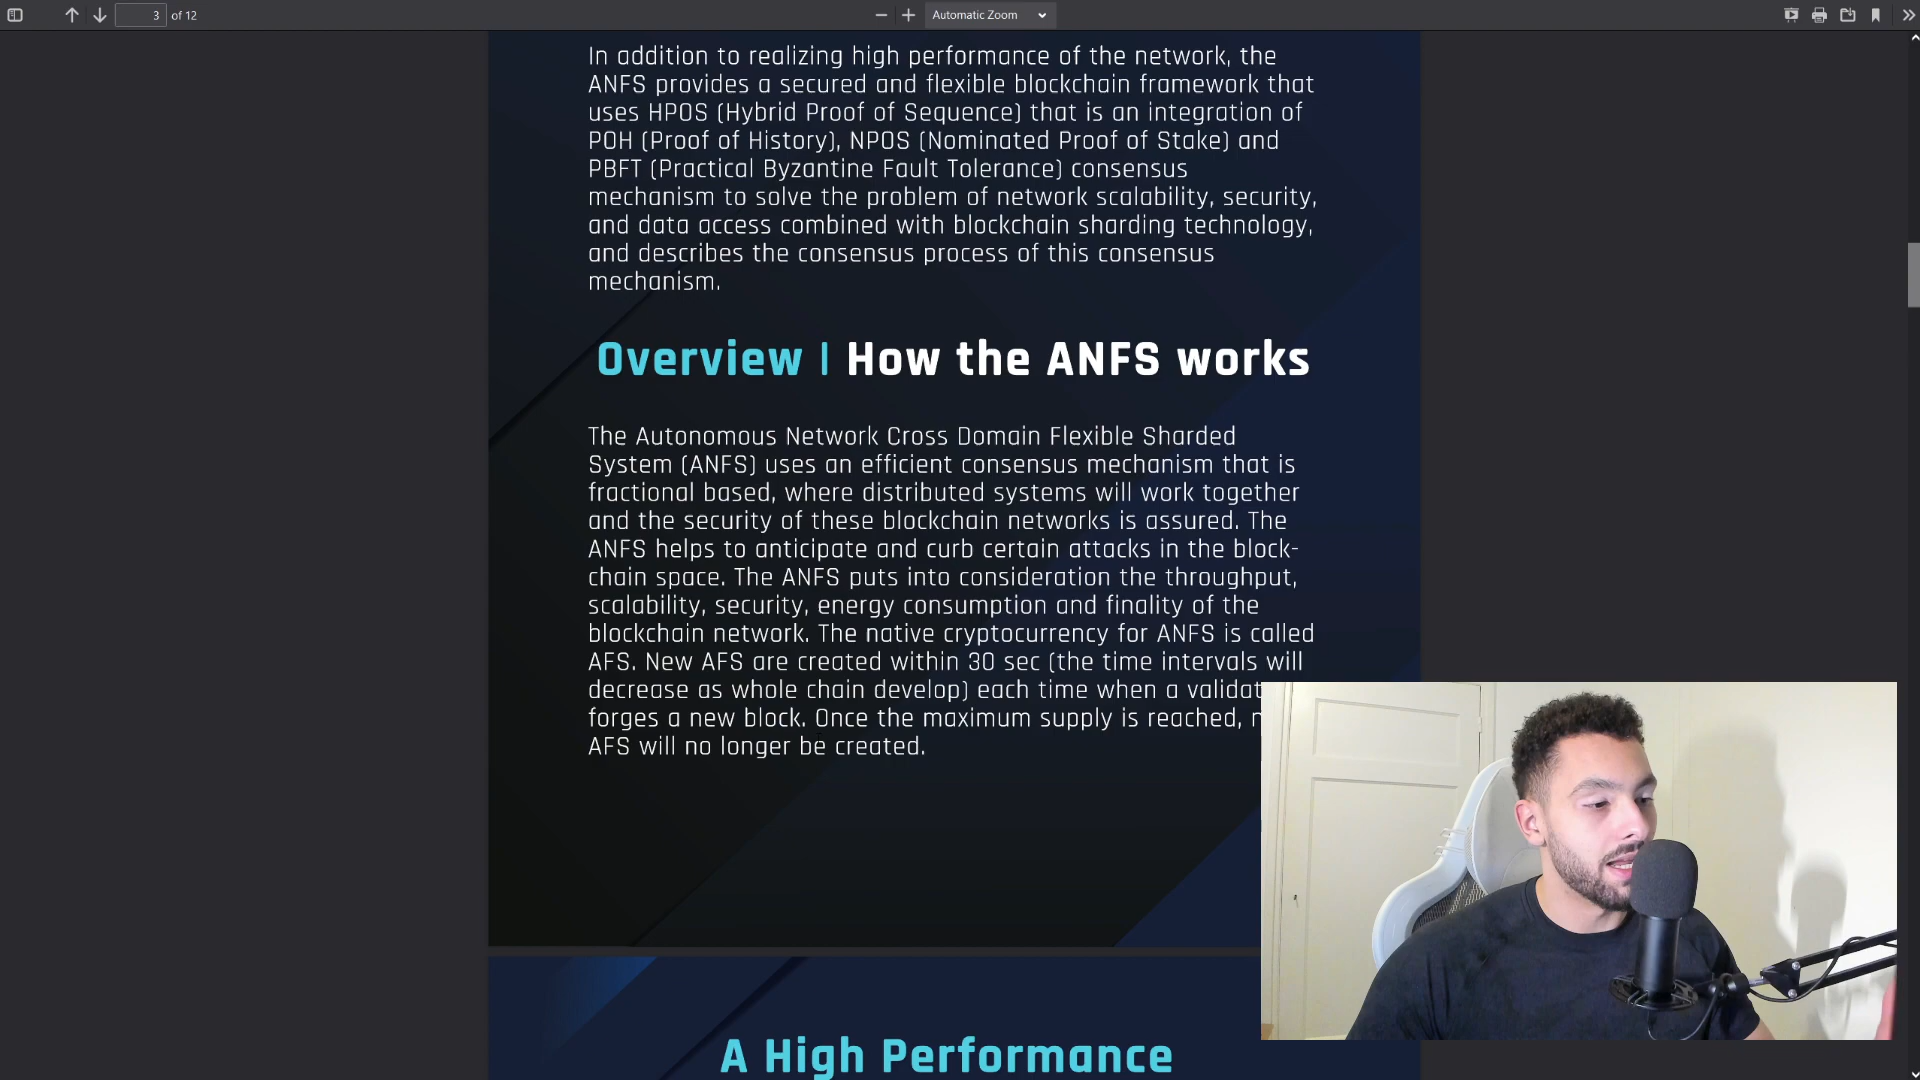 3 of 12
Automatic Zoom
In addition to realizing high performance of the network, the
ANFS provides a secured and flexible blockchain framework that
uses HPOS (Hybrid Proof of Sequence) that is an integration of
POH (Proof of History), NPOS (Nominated Proof of Stake) and
PBFT (Practical Byzantine Fault Tolerance) consensus
mechanism to solve the problem of network scalability, security,
and data access combined with blockchain sharding technology,
and describes the consensus process of this consensus
mechanism.
Overview | How the ANFS works
The Autonomous Network Cross Domain Flexible Sharded
System (ANFS) uses an efficient consensus mechanism that is
fractional based, where distributed systems will work together
and the security of these blockchain networks is assured. The
ANFS helps to anticipate and curb certain attacks in the block-
chain space. The ANFS puts into consideration the throughput,
scalability, security, energy consumption and finality of the
blockchain network. The native cryptocurrency for ANFS is called
AFS. New AFS are created within 30 sec (the time intervals will
decrease as whole chain develop) each time when a
forges a new block. Once the maximum supply is reached,
AFS will no longer be created.
A High Performance